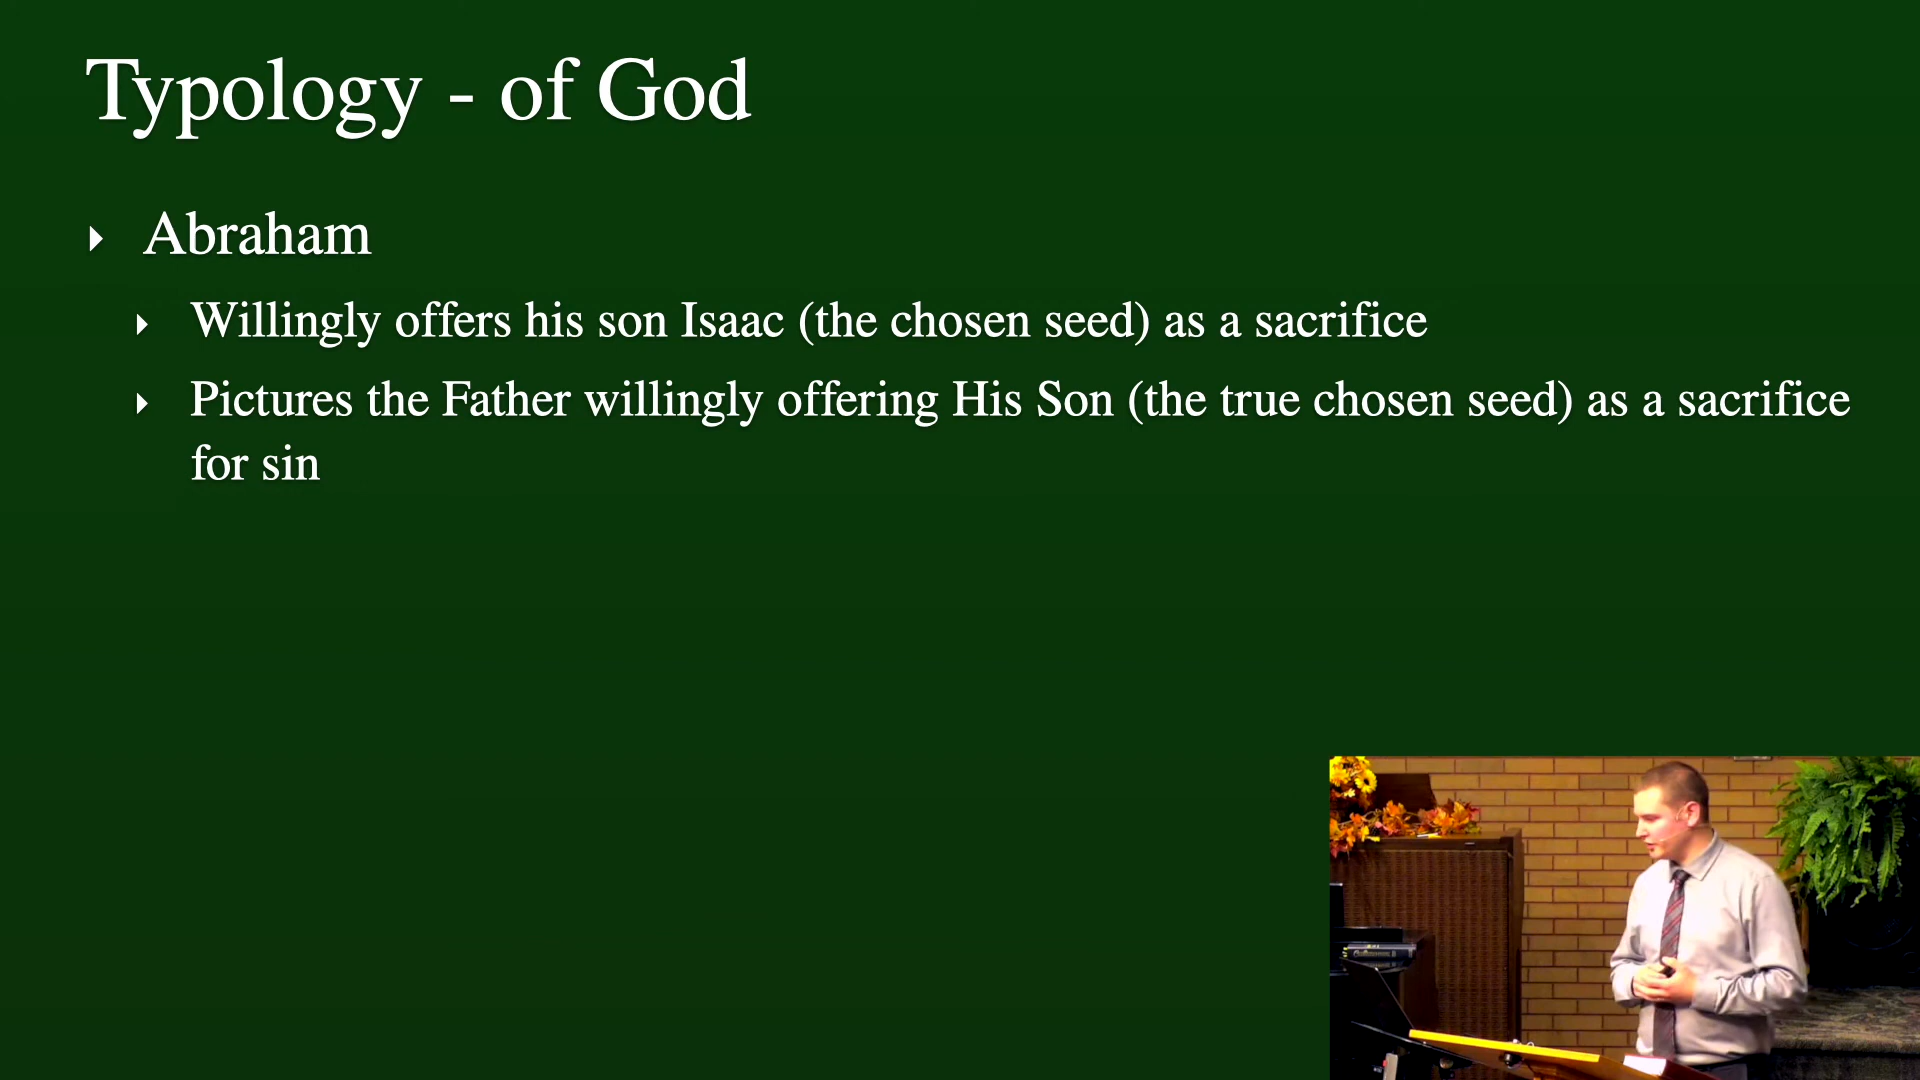 Typology - of God
Abraham
Willingly offers his son Isaac (the chosen seed) as a sacrifice
Pictures the Father willingly offering His Son (the true chosen seed) as a sacrifice
for sin